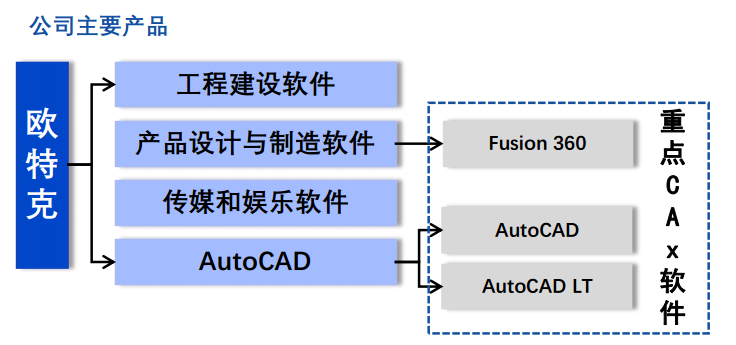 公司主要产品
欧特克
工程建设软件
产品设计与制造软件
传媒和娱乐软件
AutoCAD
Fusion 360
AutoCAD
AutoCAD LT
重点CAx软件